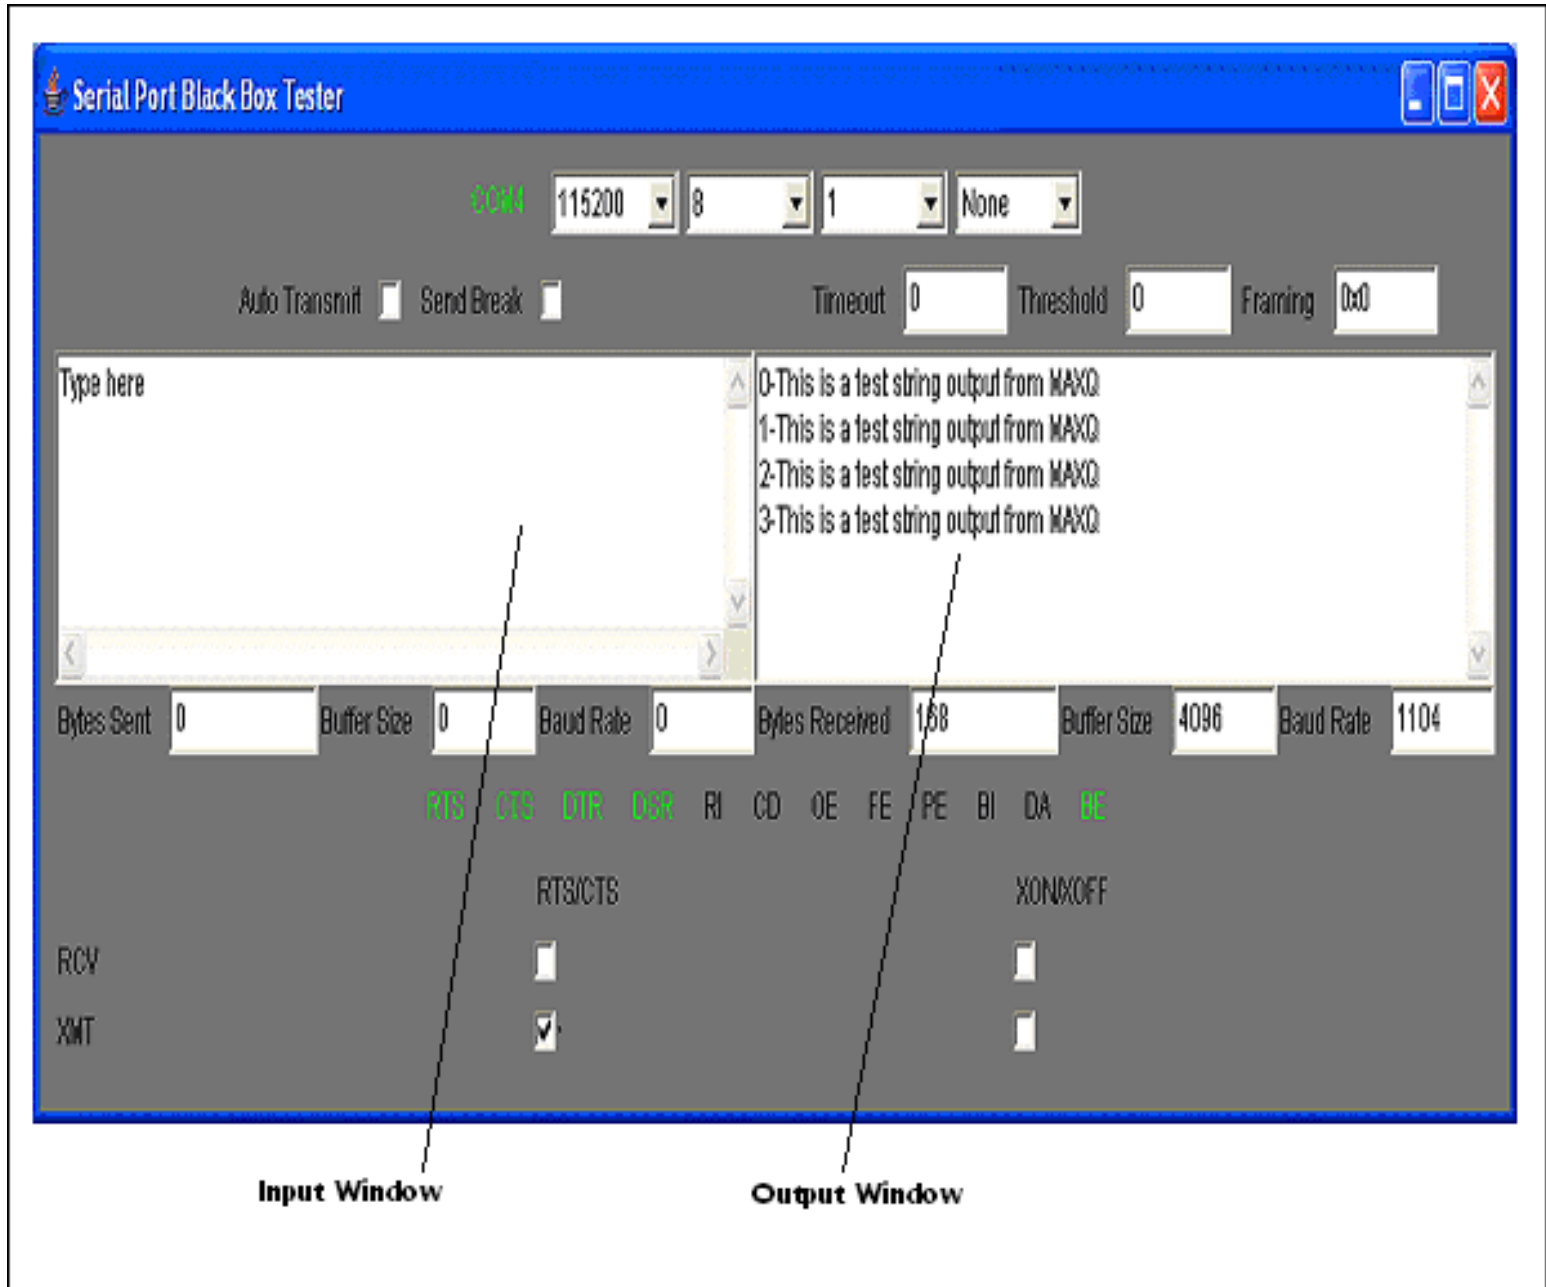 Serial Port Black Box Tester
COM4 115200 8 1 None
Auto Transmit Send Break Timeout 0 Threshold 0 Framing 0x0
Type here
0-This is a test string output from MAXQ
1-This is a test string output from MAXQ
2-This is a test string output from MAXQ
3-This is a test string output from MAXQ
Bytes Sent 0 Buffer Size 0 Baud Rate 0 Bytes Received 168 Buffer Size 4096 Baud Rate 1104
RTS CTS DTR DSR RI CD OE FE PE BI DA BE
RTS/CTS XON/XOFF
RCV
XMT
Input Window Output Window